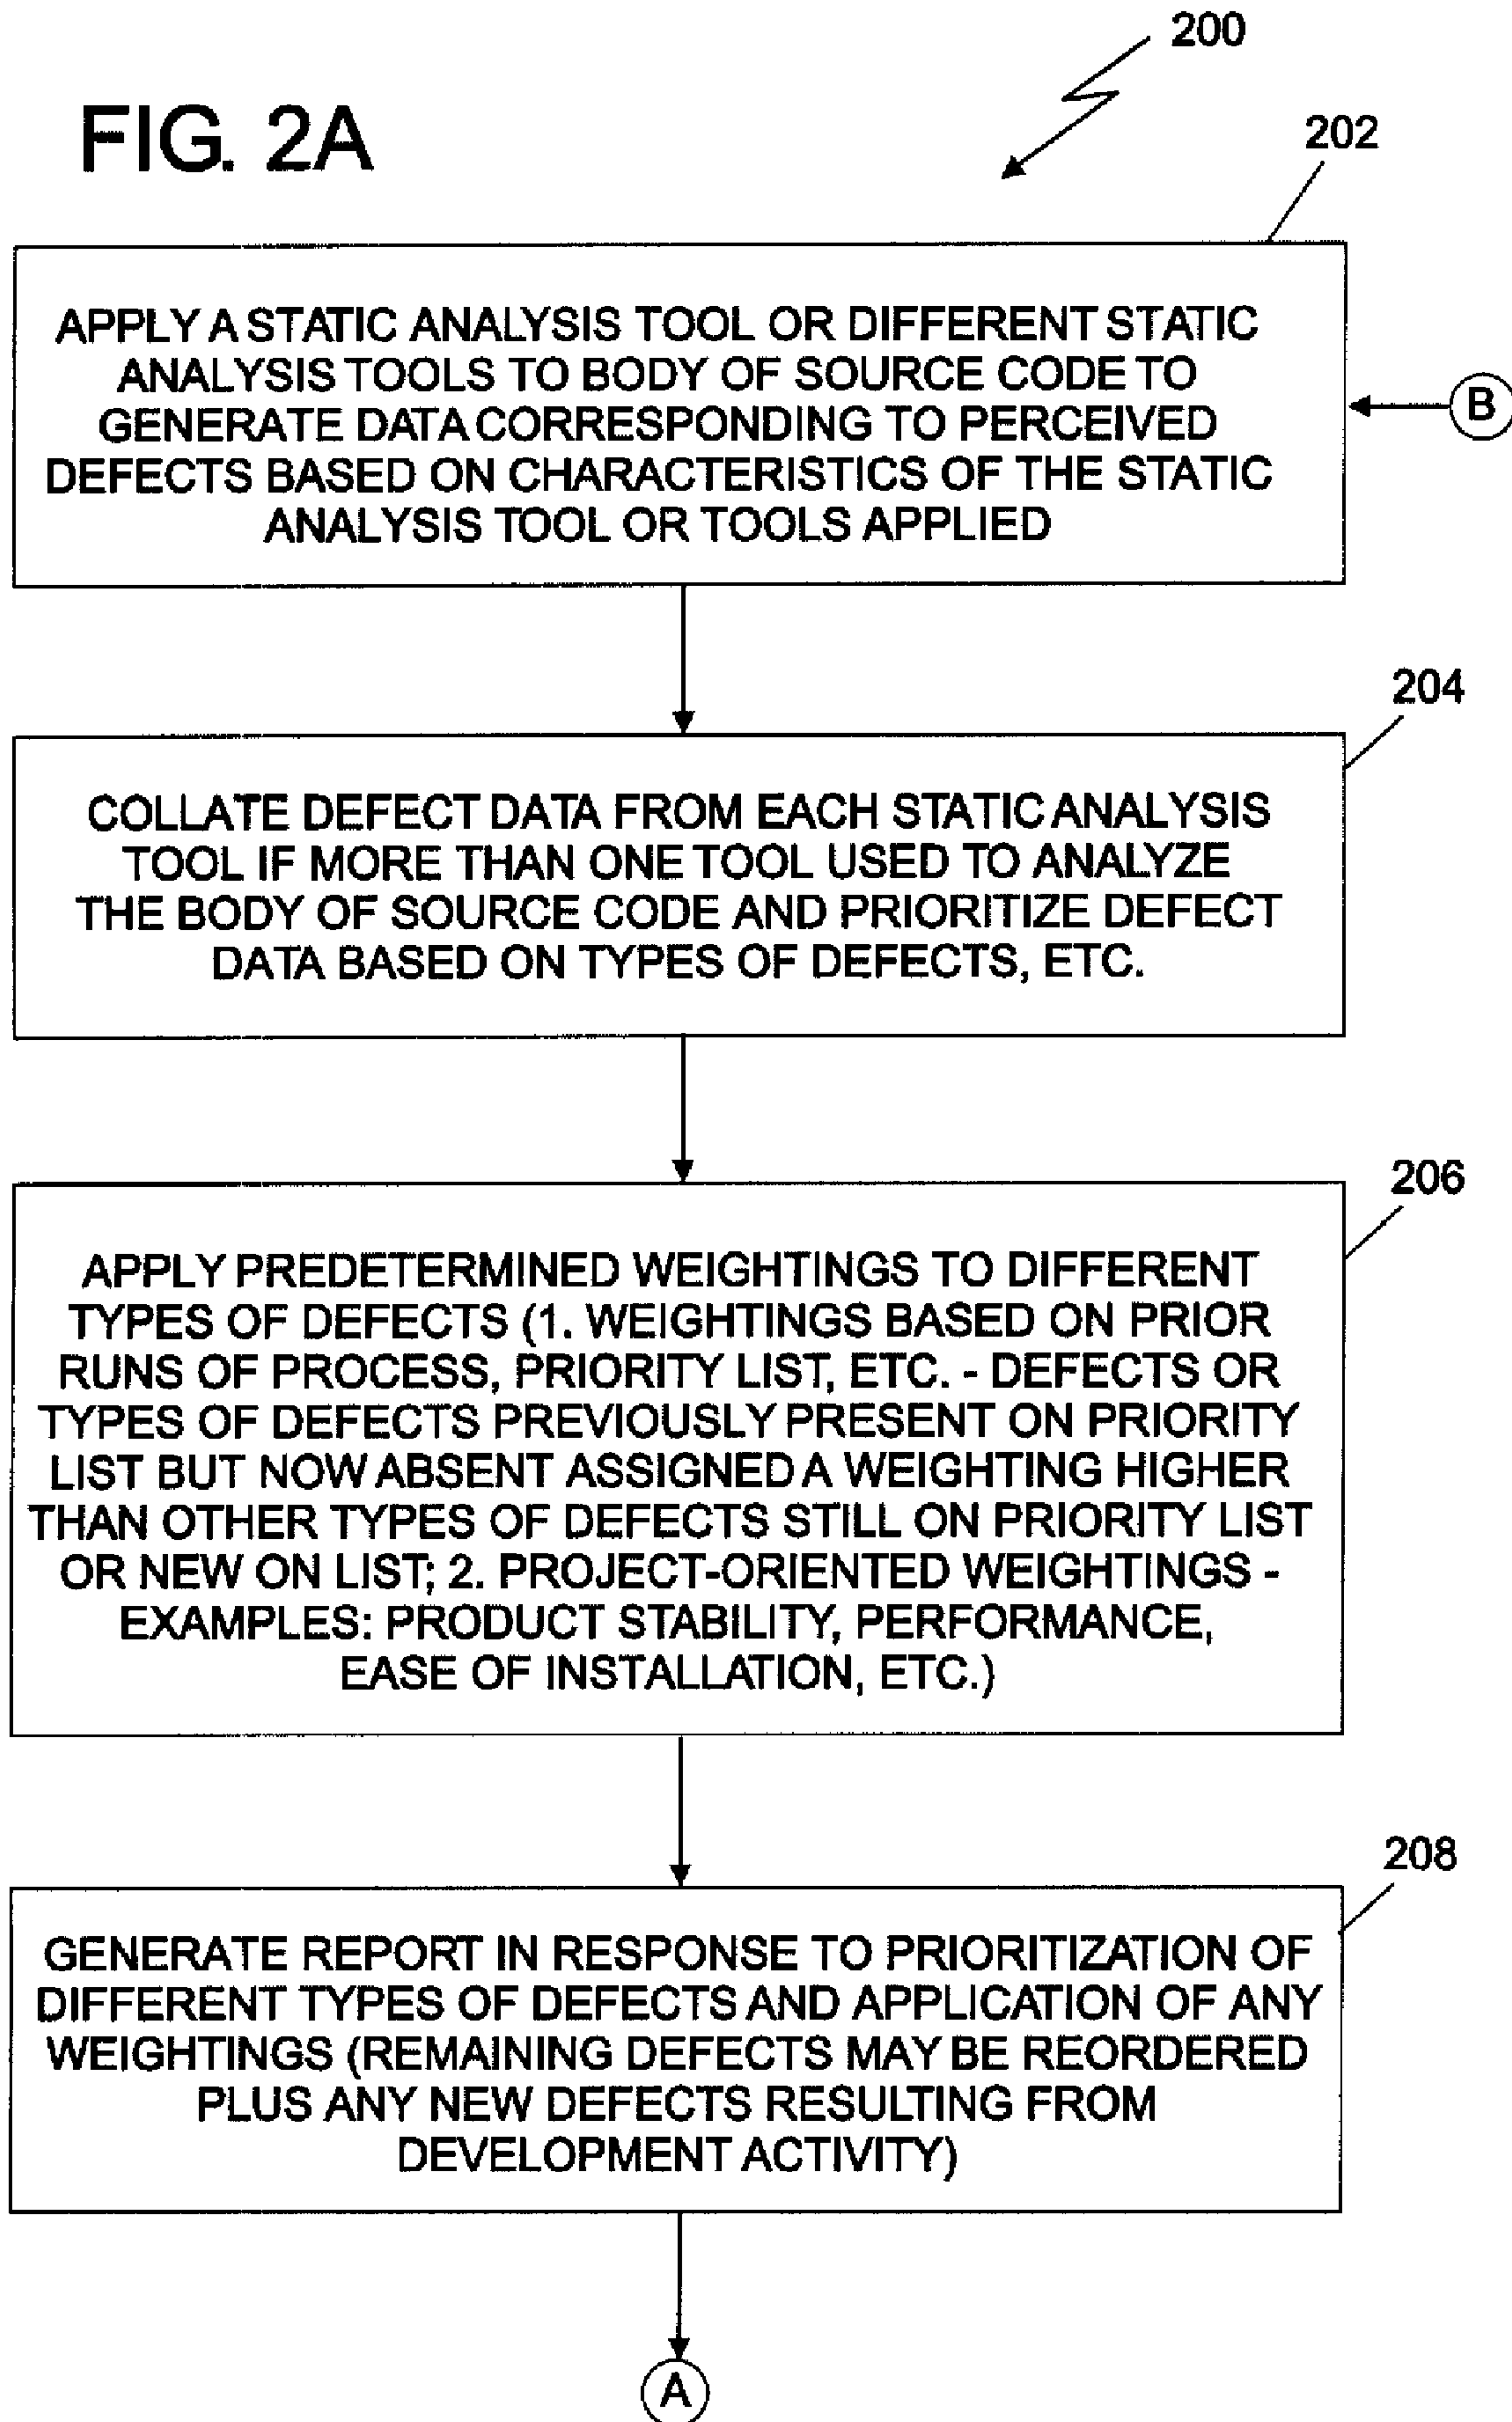 200
FIG. 2A
202
APPLY A STATIC ANALYSIS TOOL OR DIFFERENT STATIC
ANALYSIS TOOLS TO BODY OF SOURCE CODE TO
GENERATE DATA CORRESPONDING TO PERCEIVED
DEFECTS BASED ON CHARACTERISTICS OF THE STATIC
ANALYSIS TOOL OR TOOLS APPLIED
B
204
COLLATE DEFECT DATA FROM EACH STATIC ANALYSIS
TOOL IF MORE THAN ONE TOOL USED TO ANALYZE
THE BODY OF SOURCE CODE AND PRIORITIZE DEFECT
DATA BASED ON TYPES OF DEFECTS, ETC.
206
APPLY PREDETERMINED WEIGHTINGS TO DIFFERENT
TYPES OF DEFECTS (1. WEIGHTINGS BASED ON PRIOR
RUNS OF PROCESS, PRIORITY LIST, ETC. - DEFECTS OR
TYPES OF DEFECTS PREVIOUSLY PRESENT ON PRIORITY
LIST BUT NOW ABSENT ASSIGNED A WEIGHTING HIGHER
THAN OTHER TYPES OF DEFECTS STILL ON PRIORITY LIST
OR NEW ON LIST; 2. PROJECT-ORIENTED WEIGHTINGS -
EXAMPLES: PRODUCT STABILITY, PERFORMANCE,
EASE OF INSTALLATION, ETC.)
208
GENERATE REPORT IN RESPONSE TO PRIORITIZATION OF
DIFFERENT TYPES OF DEFECTS AND APPLICATION OF ANY
WEIGHTINGS (REMAINING DEFECTS MAY BE REORDERED
PLUS ANY NEW DEFECTS RESULTING FROM
DEVELOPMENT ACTIVITY)
A